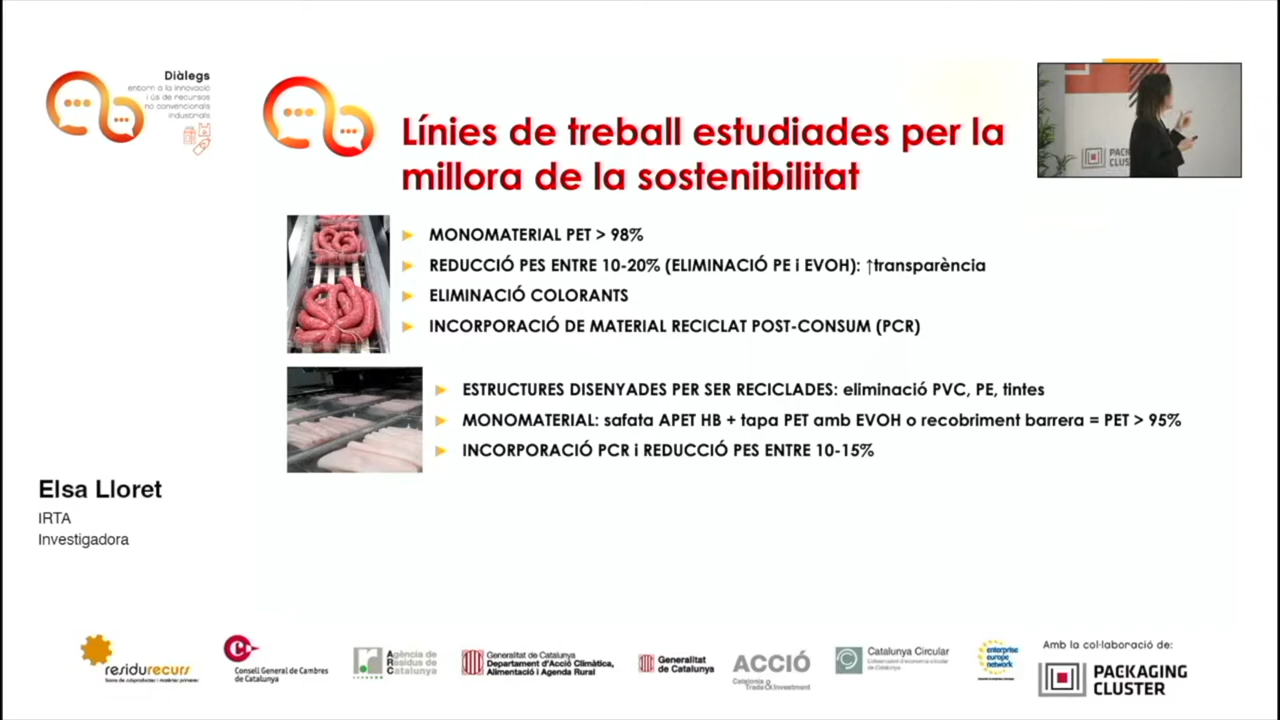 Diàlegs
entorn a la innovació
i ús de recursos
no convencionals
industrials
Línies de treball estudiades per la
millora de la sostenibilitat
MONOMATERIAL PET > 98%
REDUCCIÓ PES ENTRE 10-20% (ELIMINACIÓ PE i EVOH): ↑transparència
ELIMINACIÓ COLORANTS
INCORPORACIÓ DE MATERIAL RECICLAT POST-CONSUM (PCR)
ESTRUCTURES DISENYADES PER SER RECICLADES: eliminació PVC, PE, tintes
MONOMATERIAL: safata APET HB + tapa PET amb EVOH o recobriment barrera = PET > 95%
INCORPORACIÓ PCR i REDUCCIÓ PES ENTRE 10-15%
Elsa Lloret
IRTA
Investigadora
residurecurs
Consell General de Cambres
de Catalunya
Agència de
Residus de
Catalunya
Generalitat de Catalunya
Departament d'Acció Climàtica,
Alimentació i Agenda Rural
Generalitat
de Catalunya
ACCIÓ
Catalonia
Trade & Investment
Catalunya Circular
enterprise
europe
network
Amb la col·laboració de:
PACKAGING
CLUSTER